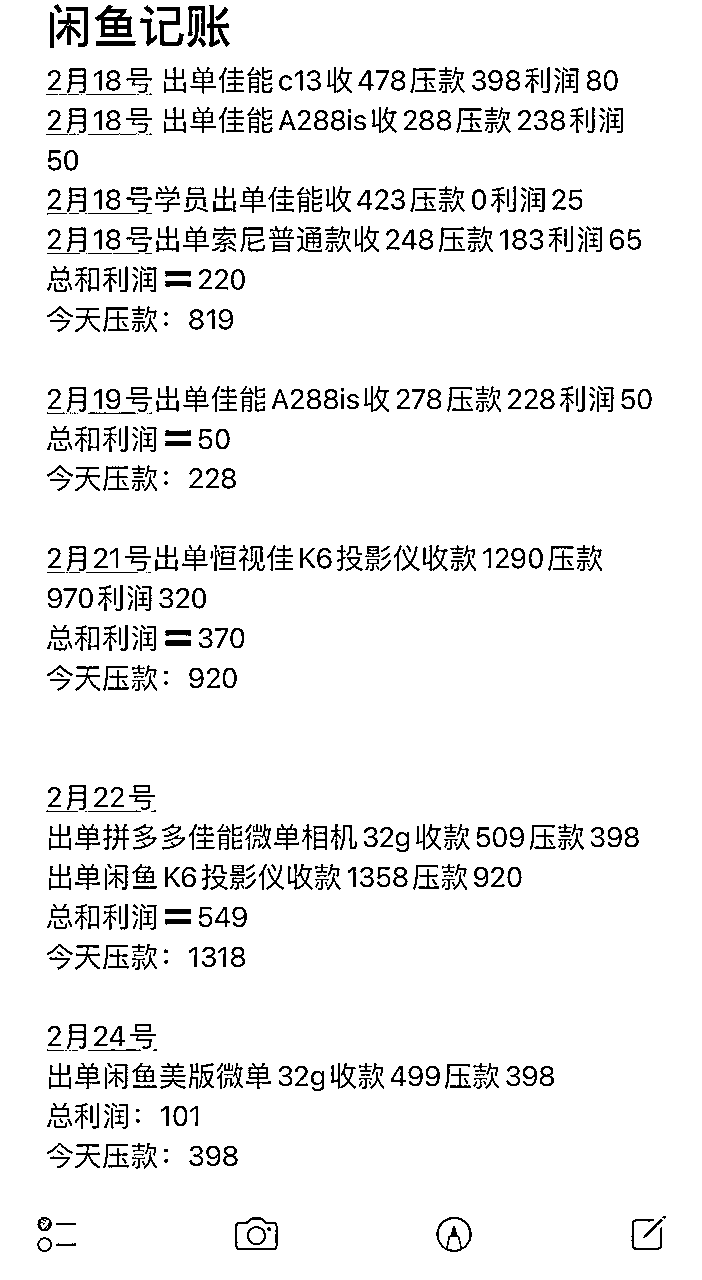 闲鱼记账
2月18号 出单佳能c13收478压款398利润80
2月18号 出单佳能A288is收288压款238利润
50
2月18号学员出单佳能收423压款0利润25
2月18号出单索尼普通款收248压款183利润65
总和利润〓220
今天压款：819
2月19号出单佳能A288is收278压款228利润50
总和利润〓50
今天压款：228
2月21号出单恒视佳K6投影仪收款1290压款
970利润320
总和利润〓370
今天压款：920
2月22号
出单拼多多佳能微单相机32g收款509压款398
出单闲鱼K6投影仪收款1358压款920
总和利润〓549
今天压款：1318
2月24号
出单闲鱼美版微单32g收款499压款398
总利润：101
今天压款：398